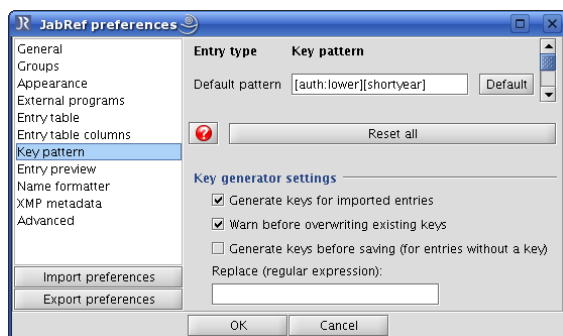 JabRef preferences
General
Groups
Appearance
External programs
Entry table
Entry table columns
Key pattern
Entry preview
Name formatter
XMP metadata
Advanced
Import preferences
Export preferences
Entry type Key pattern
Default pattern [auth:lower][shortyear] Default
Reset all
Key generator settings
Generate keys for imported entries
Warn before overwriting existing keys
Generate keys before saving (for entries without a key)
Replace (regular expression):
OK Cancel